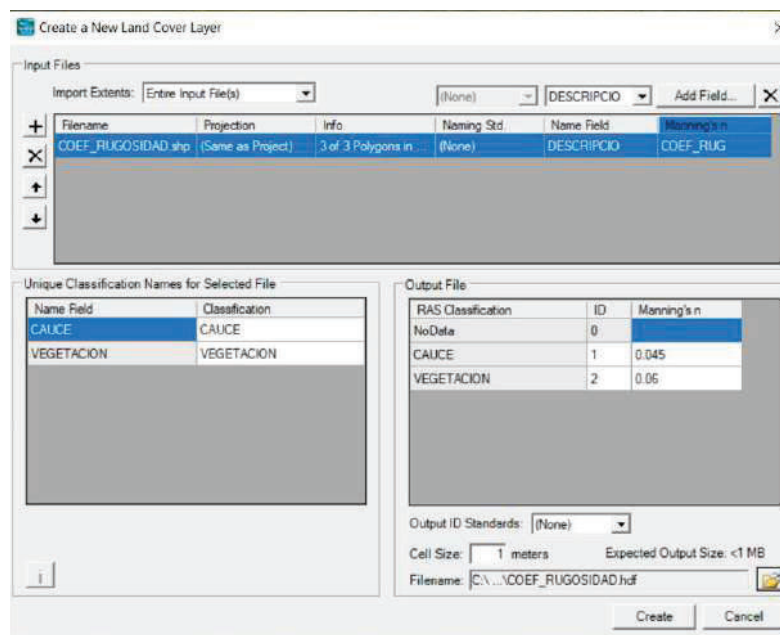 Create a New Land Cover Layer
Input Files
Import Extents: Entire Input File(s)
(None) DESCRIPCIO Add Field...
Filename Projection Info Naming Std. Name Field Manning's n
COEF_RUGOSIDAD.shp (Same as Project) 3 of 3 Polygons in ... (None) DESCRIPCIO COEF_RUG
Unique Classification Names for Selected File
Name Field Classification
CAUCE CAUCE
VEGETACION VEGETACION
Output File
RAS Classification ID Manning's n
NoData 0
CAUCE 1 0.045
VEGETACION 2 0.06
Output ID Standards: (None)
Cell Size: 1 meters Expected Output Size: <1 MB
Filename: C:\ ...\COEF_RUGOSIDAD.hdf
i
Create Cancel